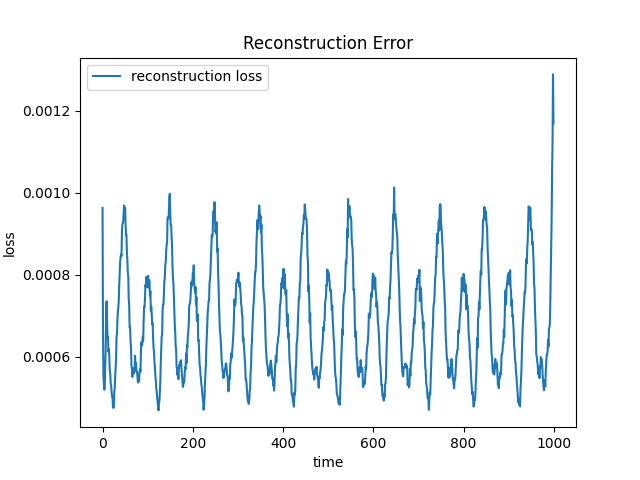 Reconstruction Error
reconstruction loss
0.0012
0.0010
0.0008
0.0006
loss
0 200 400 600 800 1000
time